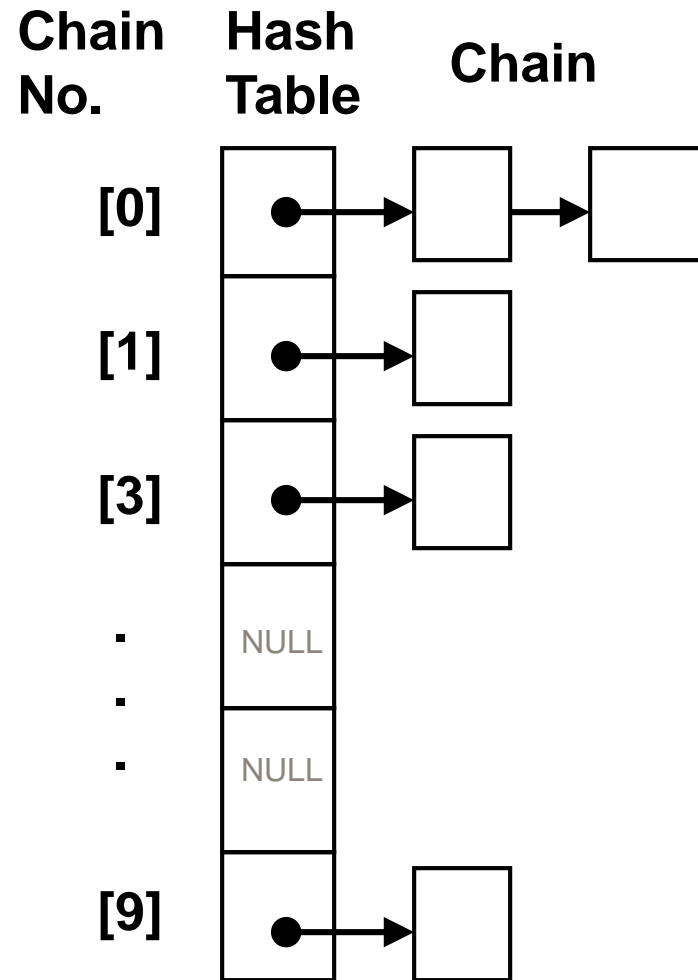 Chain Hash
No. Table Chain
[0]
[1]
[3]
.
.
.
NULL
NULL
[9]